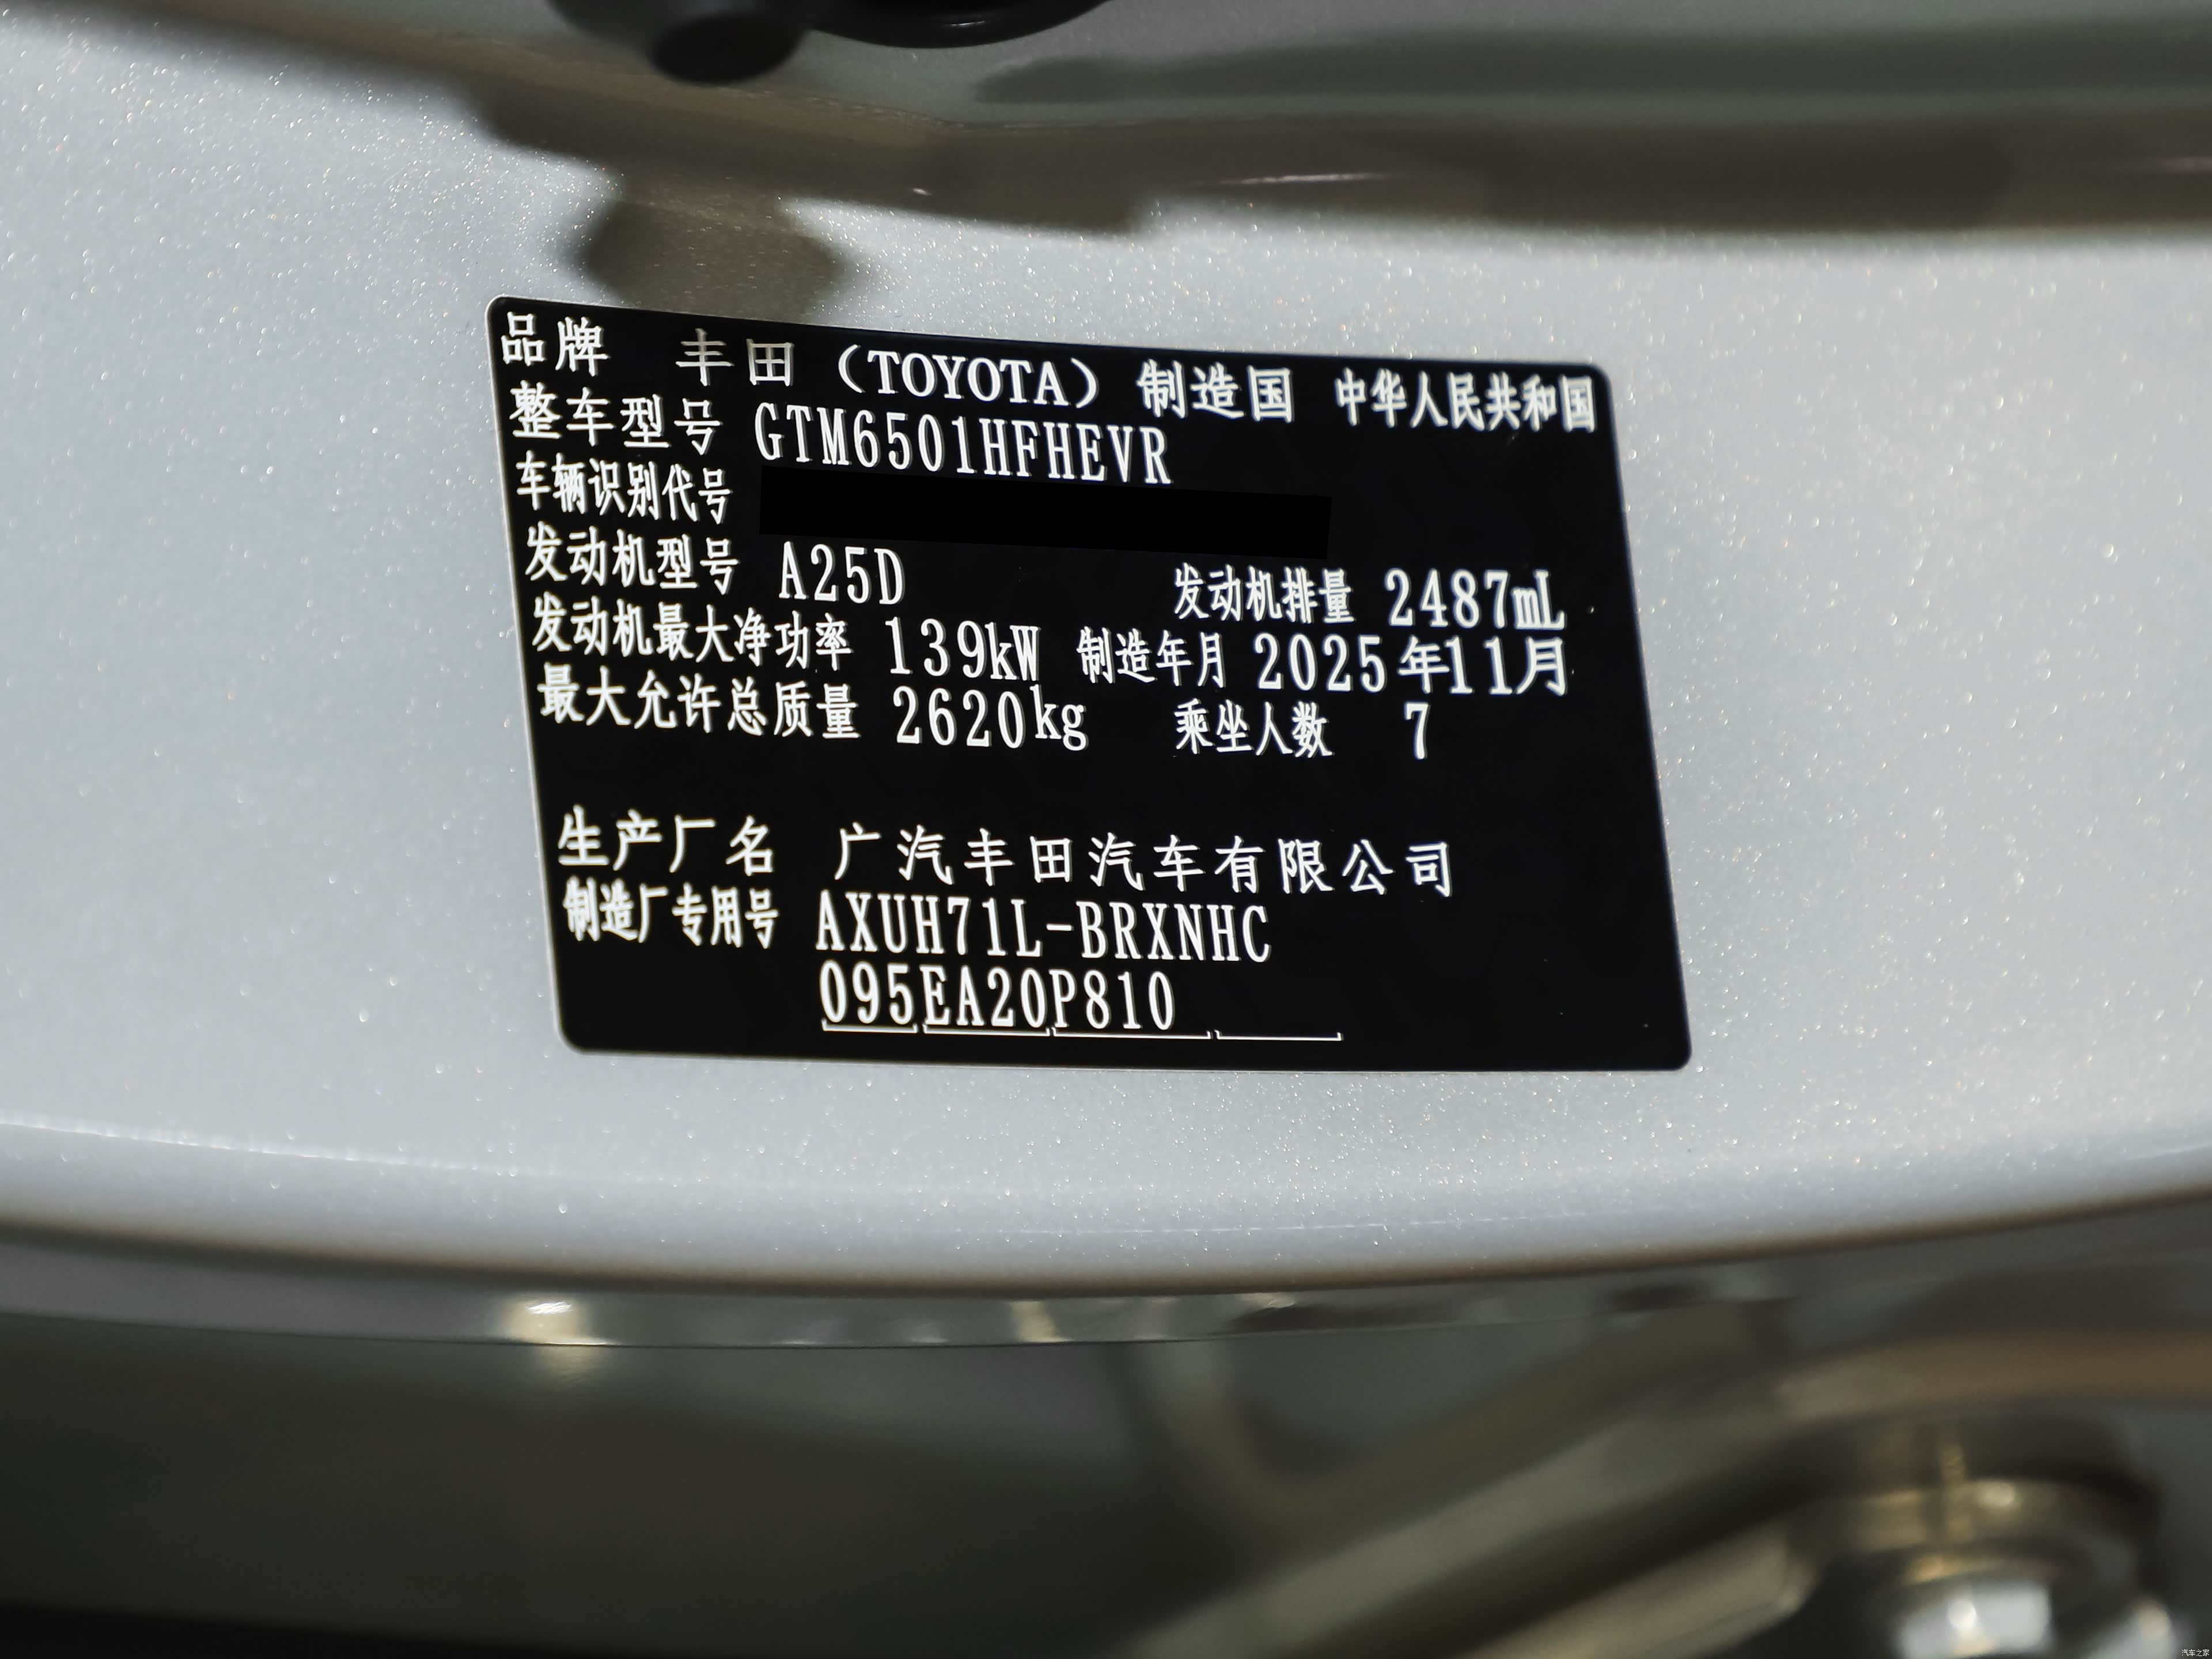 品牌 丰田（TOYOTA） 制造国 中华人民共和国
整车型号 GTM6501HFHEVR
车辆识别代号
发动机型号 A25D 发动机排量 2487mL
发动机最大净功率 139kW 制造年月 2025年11月
最大允许总质量 2620kg 乘坐人数 7
生产厂名 广汽丰田汽车有限公司
制造厂专用号 AXUH71L-BRXNHC
095EA20P810
汽车之家